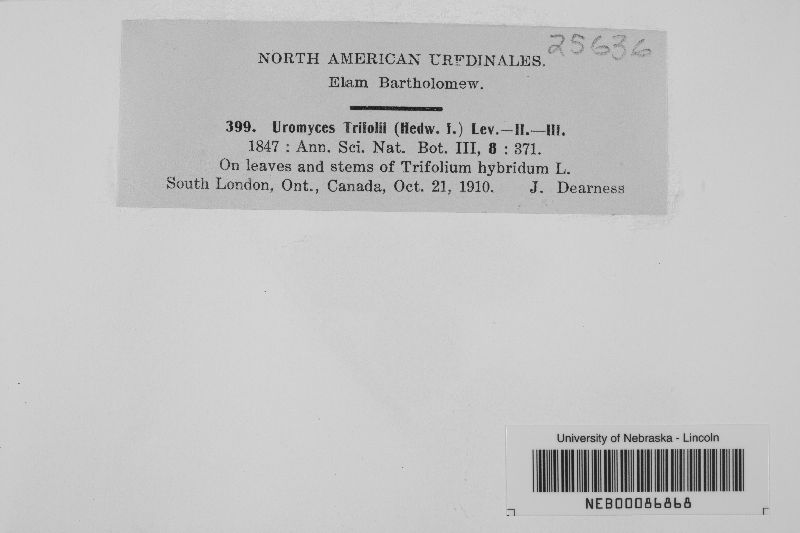 25636
NORTH AMERICAN UREDINALES.
Elam Bartholomew.
399. Uromyces Trifolii (Hedw. f.) Lev.—II.—III.
1847 : Ann. Sci. Nat. Bot. III, 8 : 371.
On leaves and stems of Trifolium hybridum L.
South London, Ont., Canada, Oct. 21, 1910. J. Dearness
University of Nebraska - Lincoln
NEB00086868